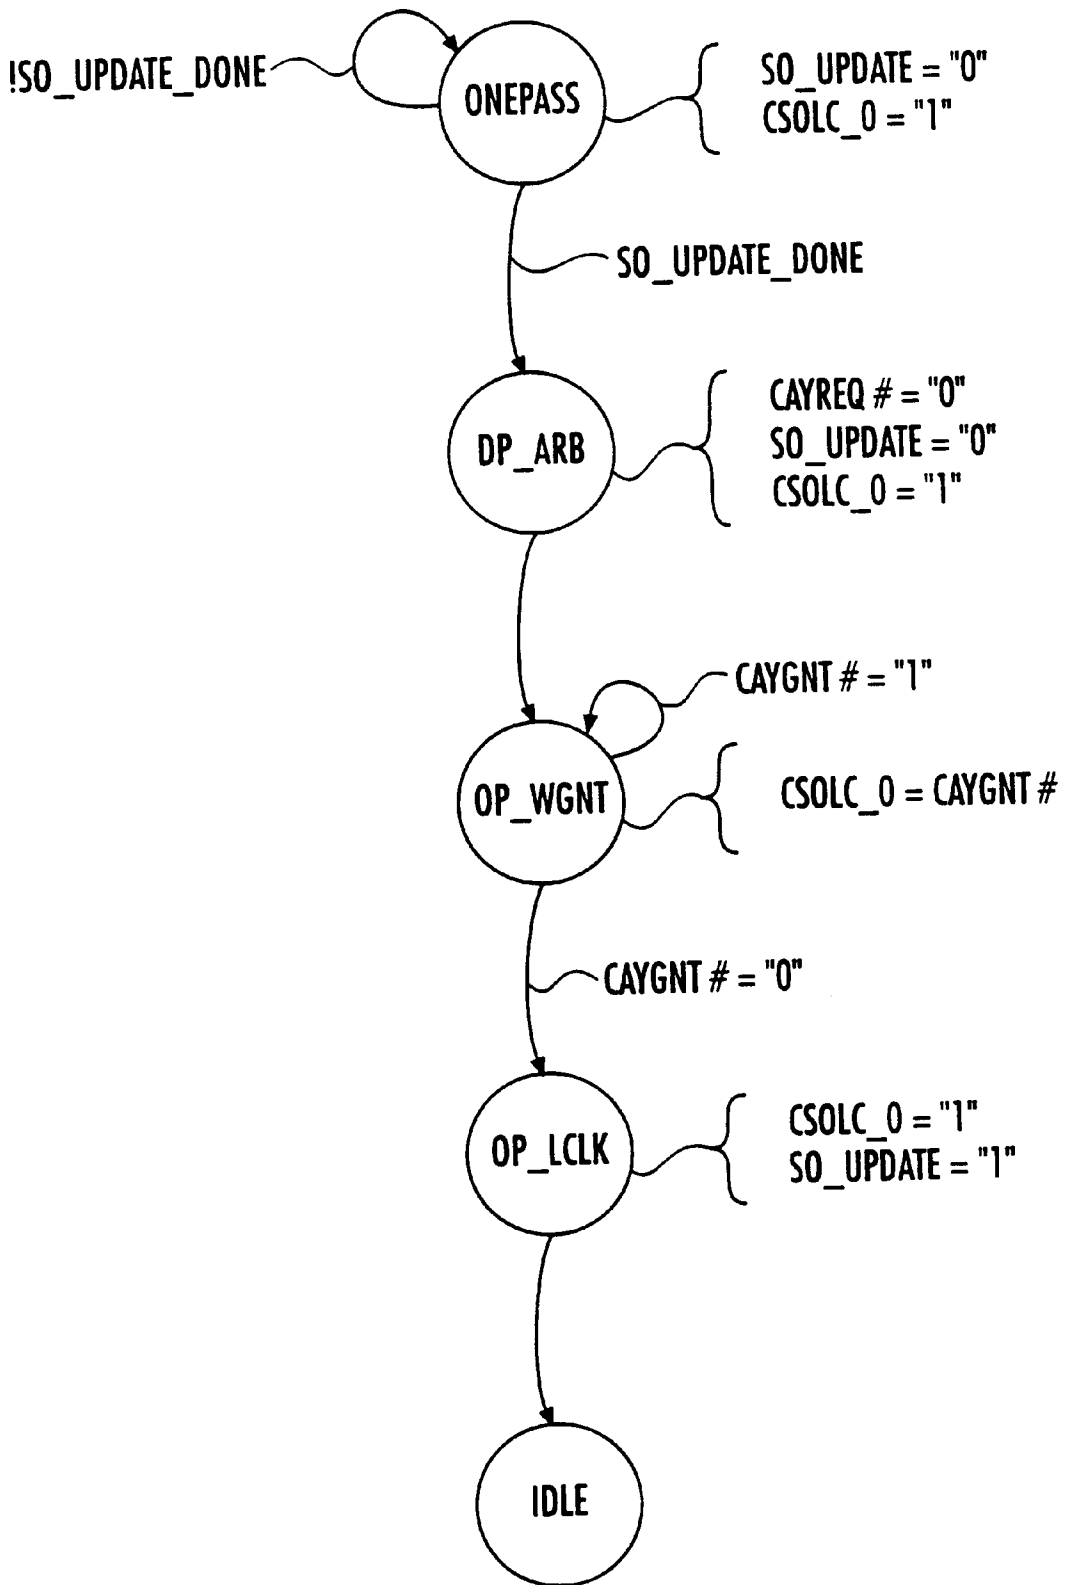 !SO_UPDATE_DONE
ONEPASS
SO_UPDATE = "0"
CSOLC_0 = "1"
SO_UPDATE_DONE
DP_ARB
CAYREQ # = "0"
SO_UPDATE = "0"
CSOLC_0 = "1"
CAYGNT # = "1"
OP_WGNT
CSOLC_0 = CAYGNT #
CAYGNT # = "0"
OP_LCLK
CSOLC_0 = "1"
SO_UPDATE = "1"
IDLE